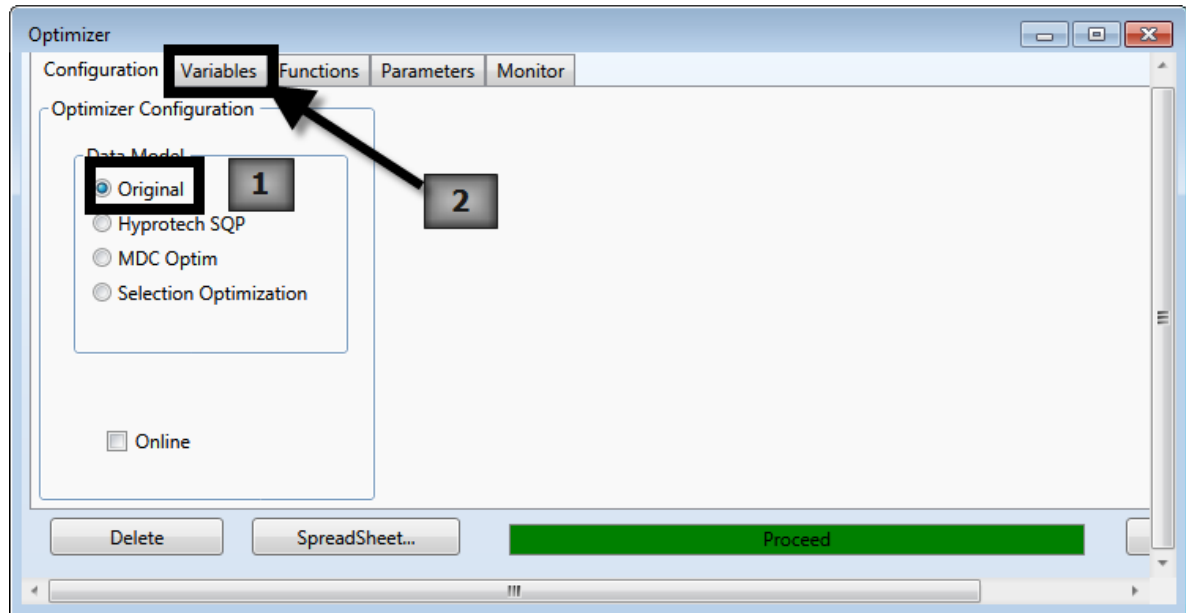 Optimizer
Configuration Variables Functions Parameters Monitor
Optimizer Configuration
Data Model
Original
1
2
Hyprotech SQP
MDC Optim
Selection Optimization
Online
Delete SpreadSheet... Proceed